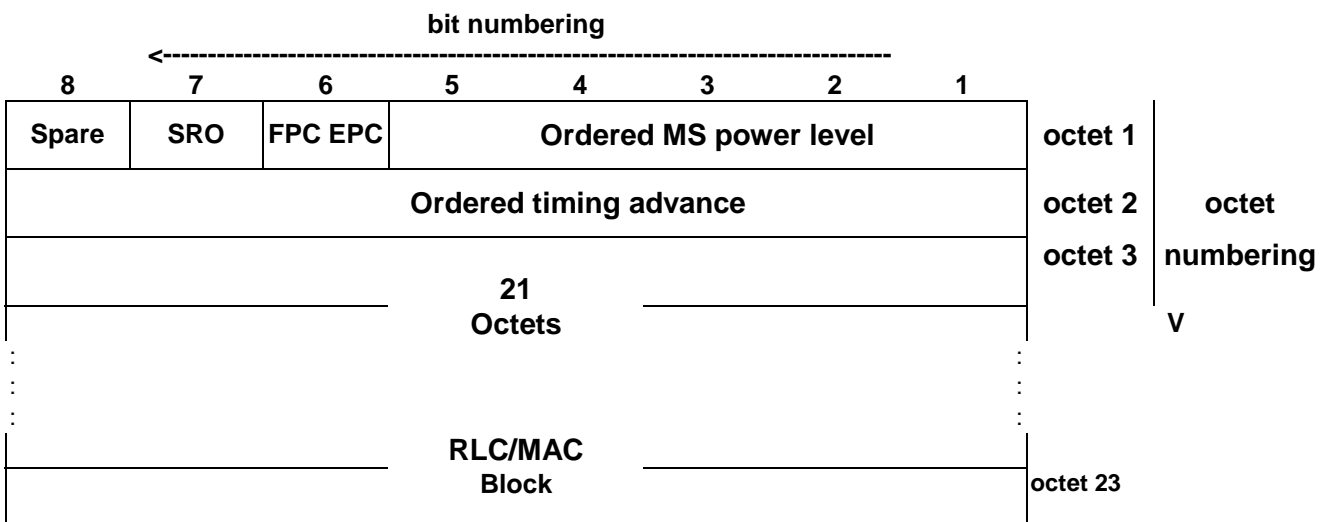 bit numbering
<--------------------------------------------------------------------------------
8 7 6 5 4 3 2 1
Spare SRO FPC EPC Ordered MS power level octet 1
Ordered timing advance octet 2 octet
octet 3 numbering
21
Octets V
: :
: :
: :
RLC/MAC
Block octet 23